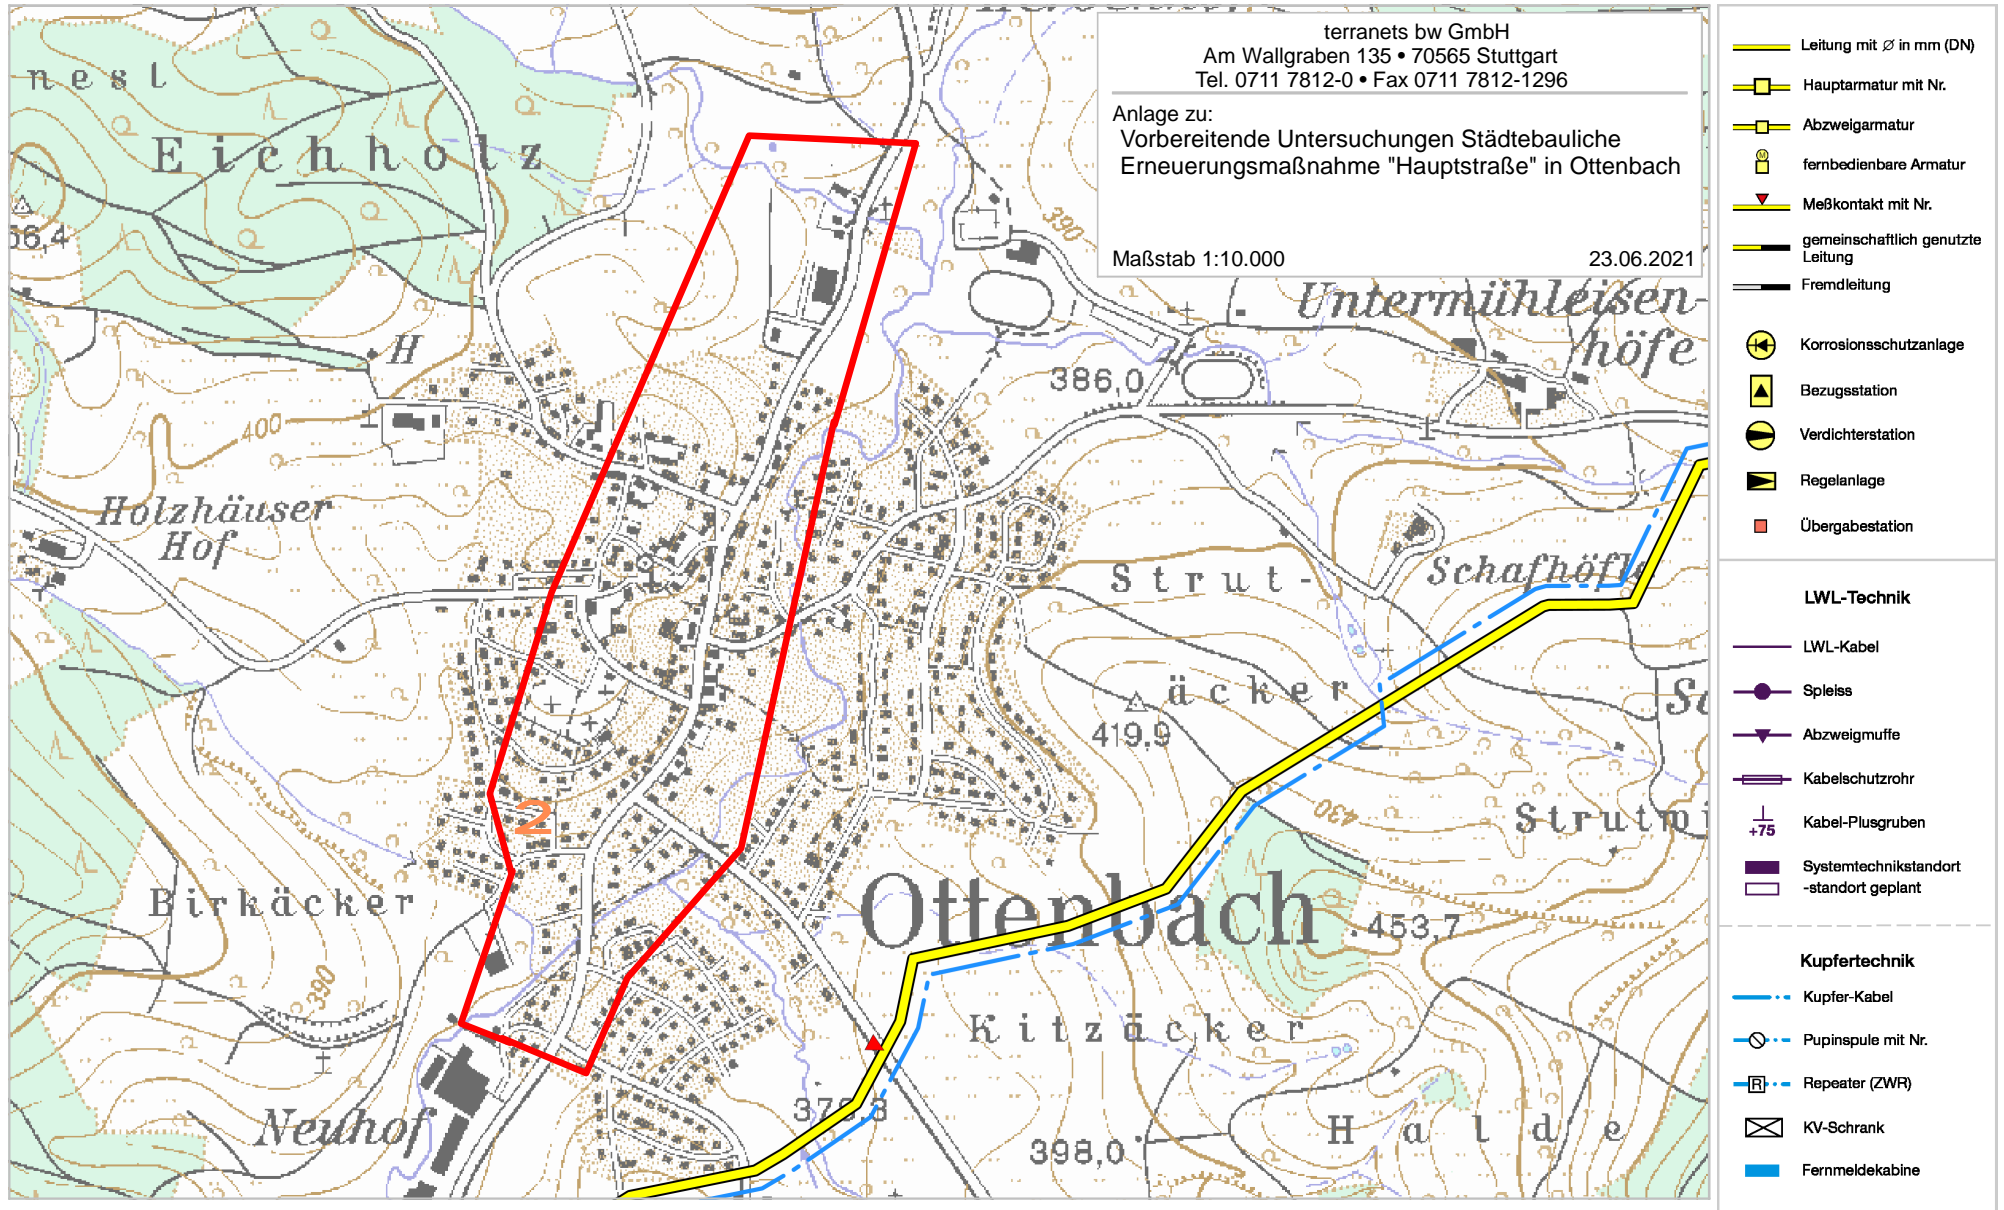 terranets bw GmbH
Am Wallgraben 135 • 70565 Stuttgart
Tel. 0711 7812-0 • Fax 0711 7812-1296
Anlage zu:
Vorbereitende Untersuchungen Städtebauliche
Erneuerungsmaßnahme "Hauptstraße" in Ottenbach
Maßstab 1:10.000 23.06.2021
nest
Eichholz
56,4
H
390
Untermühleisen-
höfe
386,0
400
Holzhäuser
Hof
Strut-
Schafhöfle
äcker
419,9
430
2
Birkäcker
Ottenbach
453,7
390
Kitzäcker
Neuhof
398,0
Halde
Leitung mit Ø in mm (DN)
Hauptarmatur mit Nr.
Abzweigarmatur
M
fernbedienbare Armatur
Meßkontakt mit Nr.
gemeinschaftlich genutzte
Leitung
Fremdleitung
Korrosionsschutzanlage
Bezugsstation
Verdichterstation
Regelanlage
Übergabestation
LWL-Technik
LWL-Kabel
Spleiss
Abzweigmuffe
Kabelschutzrohr
+75 Kabel-Plusgruben
Systemtechnikstandort
-standort geplant
Kupfertechnik
Kupfer-Kabel
Pupinspule mit Nr.
R Repeater (ZWR)
KV-Schrank
Fernmeldekabine